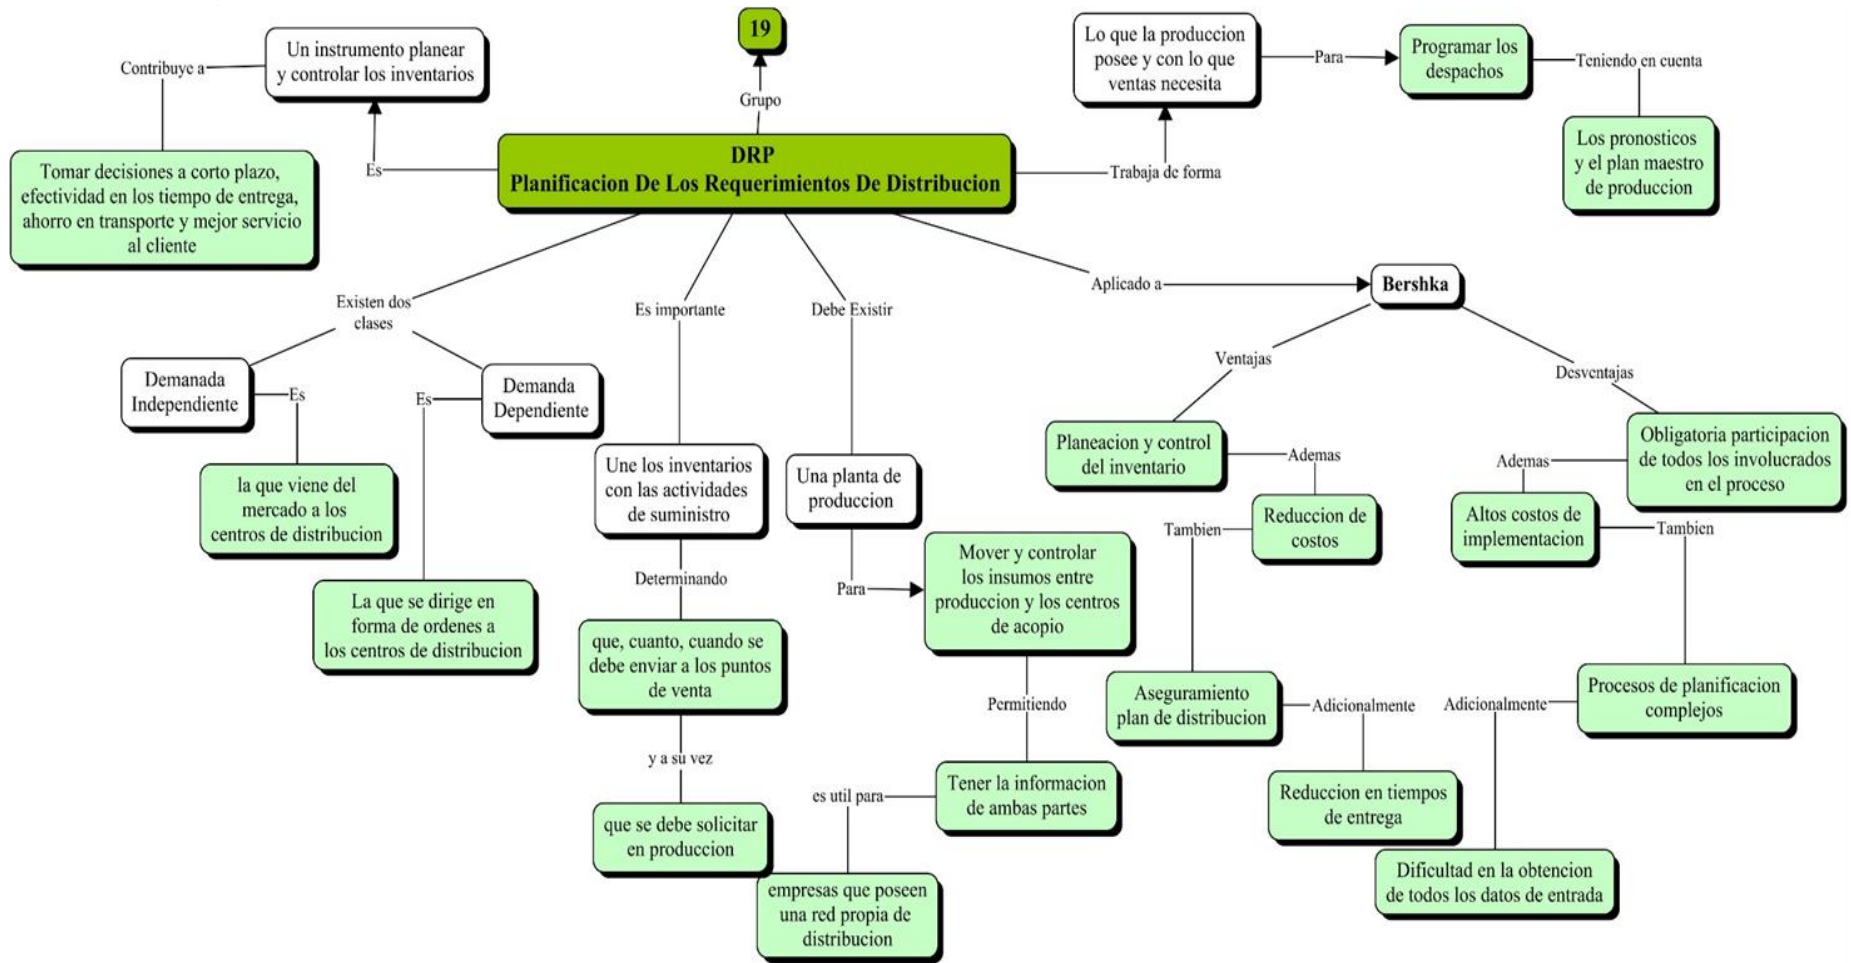 19
Grupo
DRP
Planificacion De Los Requerimientos De Distribucion
Es
Un instrumento planear
y controlar los inventarios
Contribuye a
Tomar decisiones a corto plazo,
efectividad en los tiempo de entrega,
ahorro en transporte y mejor servicio
al cliente
Trabaja de forma
Lo que la produccion
posee y con lo que
ventas necesita
Para
Programar los
despachos
Teniendo en cuenta
Los pronosticos
y el plan maestro
de produccion
Existen dos
clases
Demanada
Independiente
Es
la que viene del
mercado a los
centros de distribucion
Demanda
Dependiente
Es
La que se dirige en
forma de ordenes a
los centros de distribucion
Es importante
Une los inventarios
con las actividades
de suministro
Determinando
que, cuanto, cuando se
debe enviar a los puntos
de venta
y a su vez
que se debe solicitar
en produccion
Debe Existir
Una planta de
produccion
Para
Mover y controlar
los insumos entre
produccion y los centros
de acopio
Permitiendo
Tener la informacion
de ambas partes
es util para
empresas que poseen
una red propia de
distribucion
Aplicado a
Bershka
Ventajas
Planeacion y control
del inventario
Ademas
Reduccion de
costos
Tambien
Aseguramiento
plan de distribucion
Adicionalmente
Reduccion en tiempos
de entrega
Desventajas
Obligatoria participacion
de todos los involucrados
en el proceso
Ademas
Altos costos de
implementacion
Tambien
Procesos de planificacion
complejos
Adicionalmente
Dificultad en la obtencion
de todos los datos de entrada